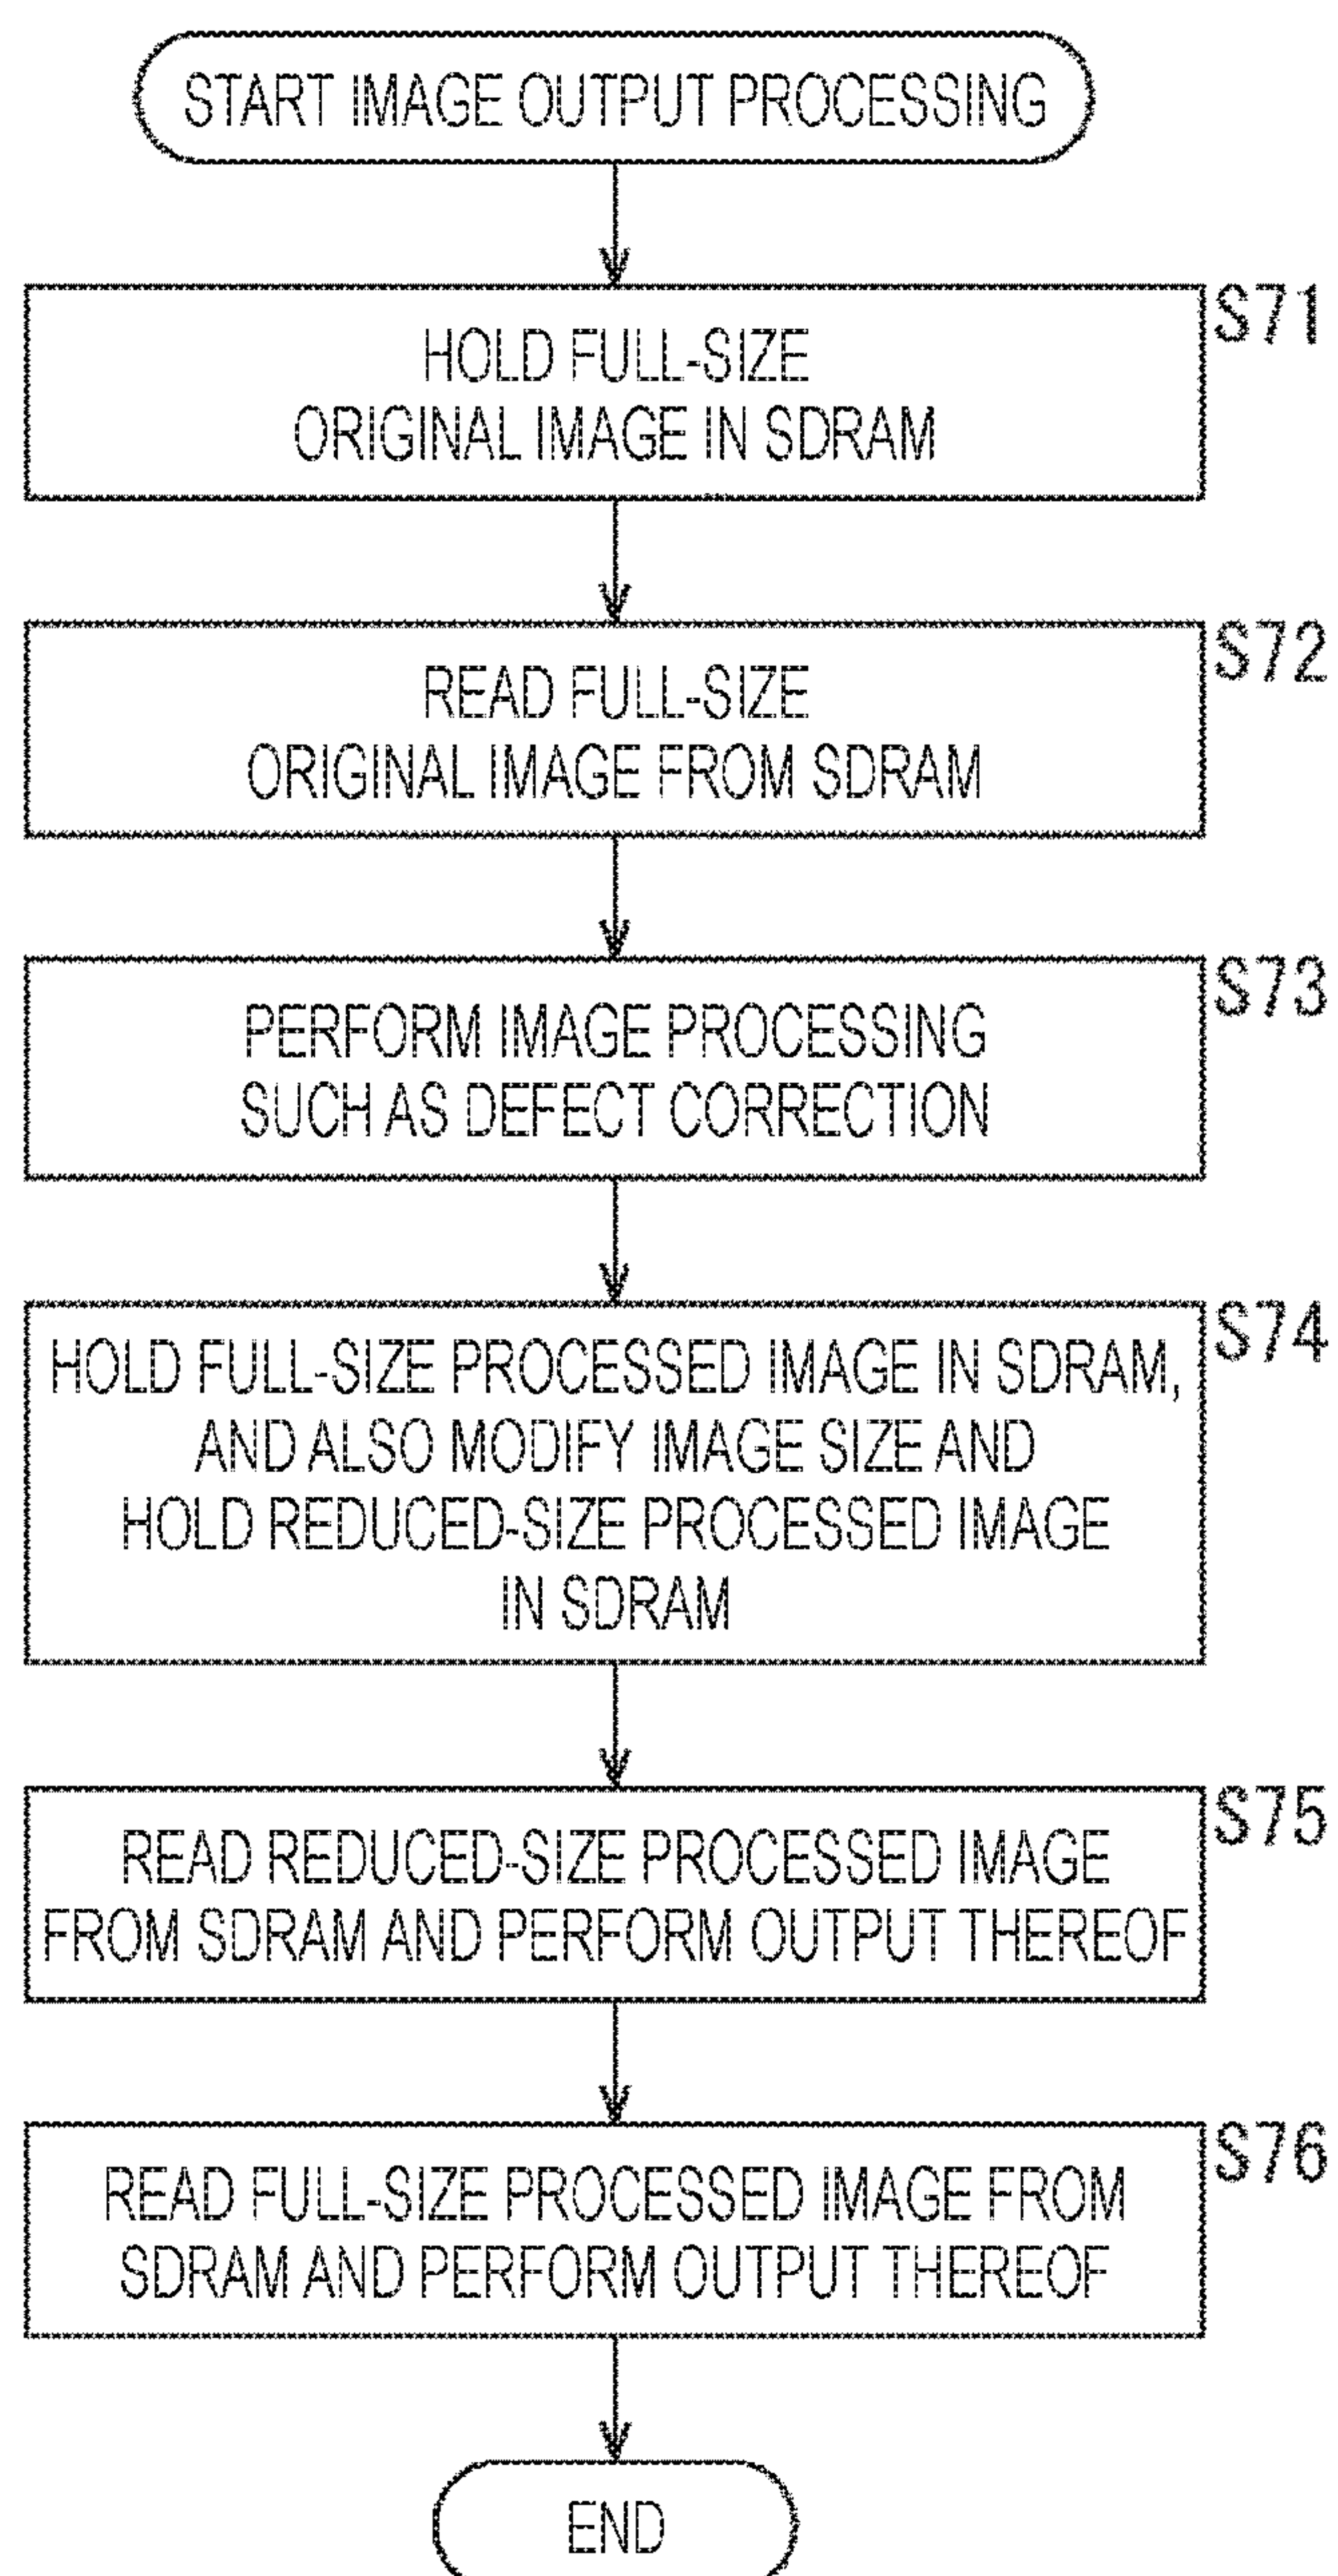 START IMAGE OUTPUT PROCESSING
S71
HOLD FULL-SIZE
ORIGINAL IMAGE IN SDRAM
S72
READ FULL-SIZE
ORIGINAL IMAGE FROM SDRAM
S73
PERFORM IMAGE PROCESSING
SUCH AS DEFECT CORRECTION
S74
HOLD FULL-SIZE PROCESSED IMAGE IN SDRAM,
AND ALSO MODIFY IMAGE SIZE AND
HOLD REDUCED-SIZE PROCESSED IMAGE
IN SDRAM
S75
READ REDUCED-SIZE PROCESSED IMAGE
FROM SDRAM AND PERFORM OUTPUT THEREOF
S76
READ FULL-SIZE PROCESSED IMAGE FROM
SDRAM AND PERFORM OUTPUT THEREOF
END